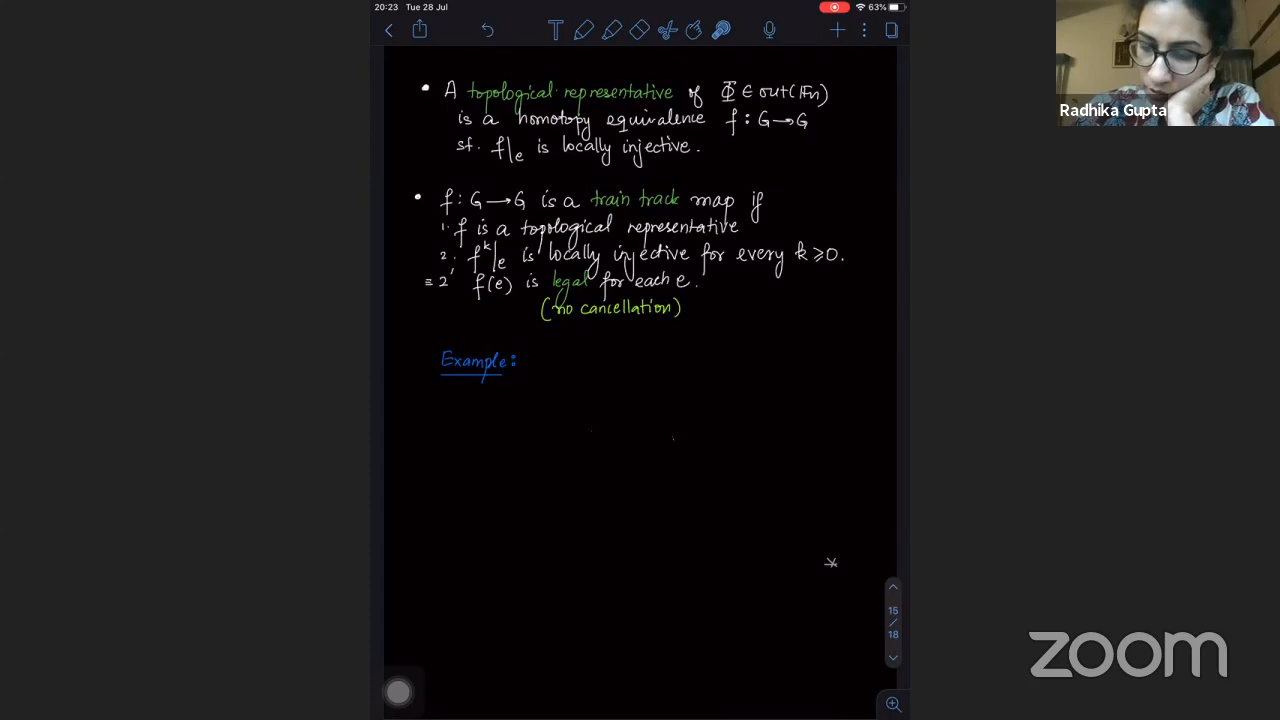 20:23 Tue 28 Jul
63%
• A topological representative of Φ ∈ Out(Fn)
is a homotopy equivalence f : G → G
st. f|e is locally injective.
• f : G → G is a train track map if
1. f is a topological representative
2. f^k|e is locally injective for every k ⩾ 0.
≡ 2' f(e) is legal for each e.
(no cancellation)
Example:
15
/
18
Radhika Gupta
zoom